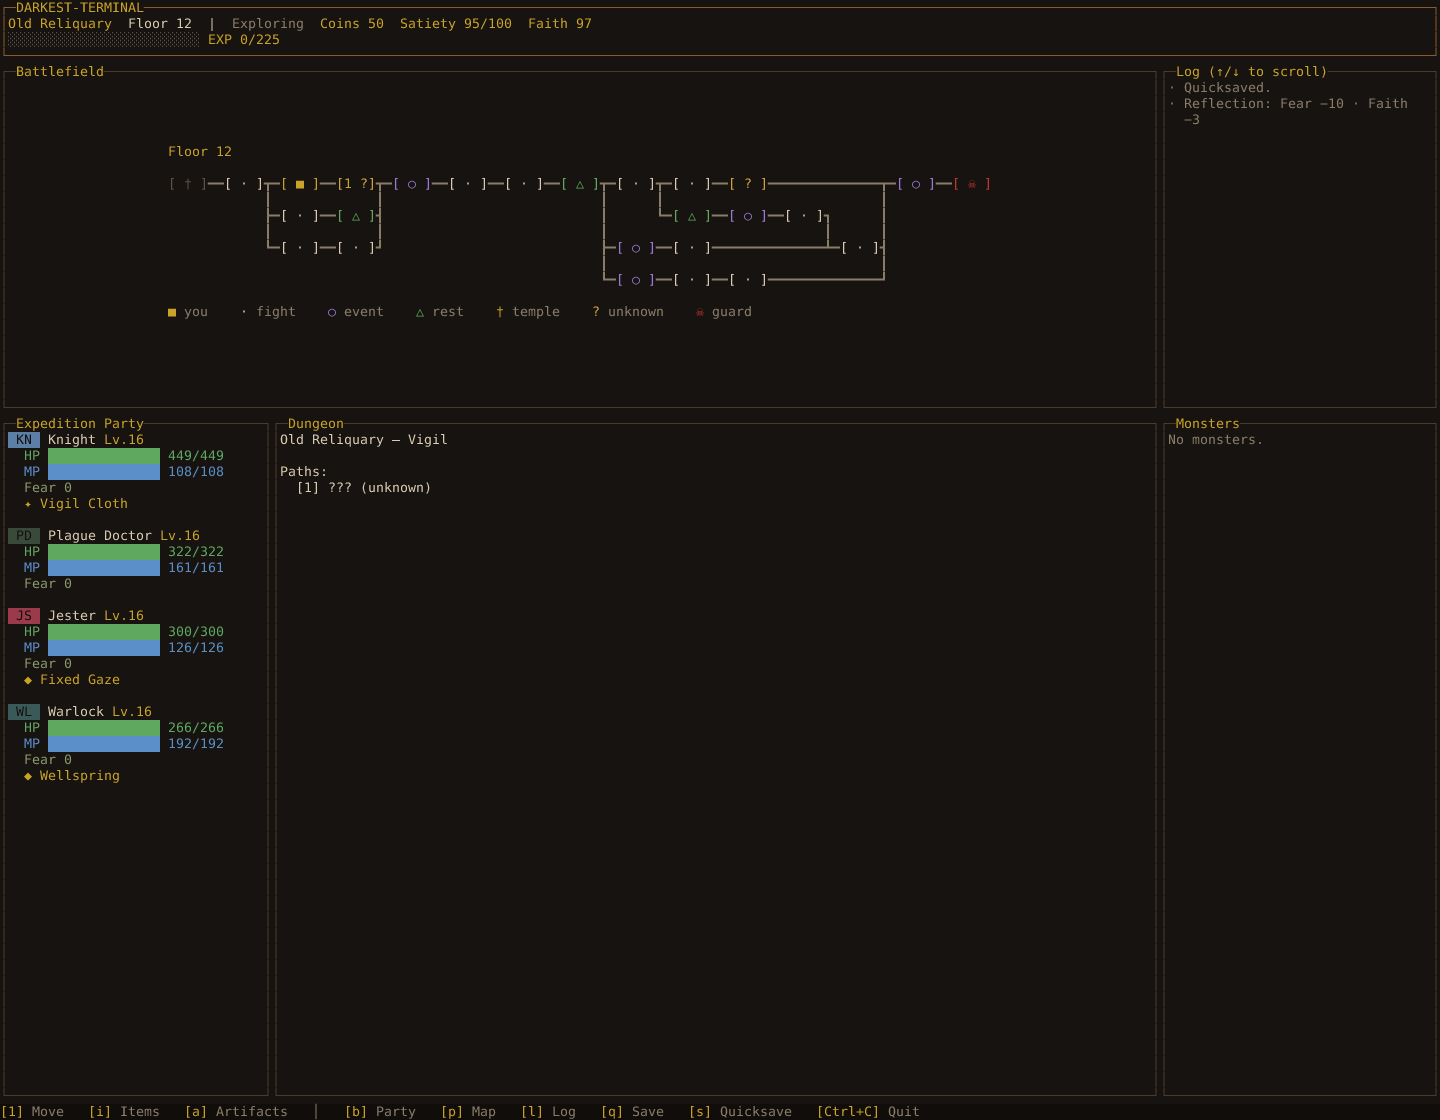 DARKEST-TERMINAL
Old Reliquary  Floor 12  |  Exploring  Coins 50  Satiety 95/100  Faith 97
EXP 0/225
Battlefield
Floor 12
[ † ]━━[ · ]┳━[ ■ ]━━[1 ?]┳━[ ○ ]━━[ · ]━━[ · ]━━[ △ ]┳━[ · ]┳━[ · ]━━[ ? ]━━━━━━━━━━━━━━┳━[ ○ ]━━[ ☠ ]
┣━[ · ]━━[ △ ]┫ ┗━[ △ ]━━[ ○ ]━━[ · ]┓
┗━[ · ]━━[ · ]┛ ┣━[ ○ ]━━[ · ]━━━━━━━━━━━━━━┻━[ · ]┫
┗━[ ○ ]━━[ · ]━━[ · ]━━━━━━━━━━━━━━┛
■ you    · fight    ○ event    △ rest    † temple    ? unknown    ☠ guard
Log (↑/↓ to scroll)
· Quicksaved.
· Reflection: Fear −10 · Faith
−3
Expedition Party
KN Knight Lv.16
HP 449/449
MP 108/108
Fear 0
✦ Vigil Cloth
PD Plague Doctor Lv.16
HP 322/322
MP 161/161
Fear 0
JS Jester Lv.16
HP 300/300
MP 126/126
Fear 0
◆ Fixed Gaze
WL Warlock Lv.16
HP 266/266
MP 192/192
Fear 0
◆ Wellspring
Dungeon
Old Reliquary — Vigil
Paths:
[1] ??? (unknown)
Monsters
No monsters.
[1] Move   [i] Items   [a] Artifacts   │   [b] Party   [p] Map   [l] Log   [q] Save   [s] Quicksave   [Ctrl+C] Quit